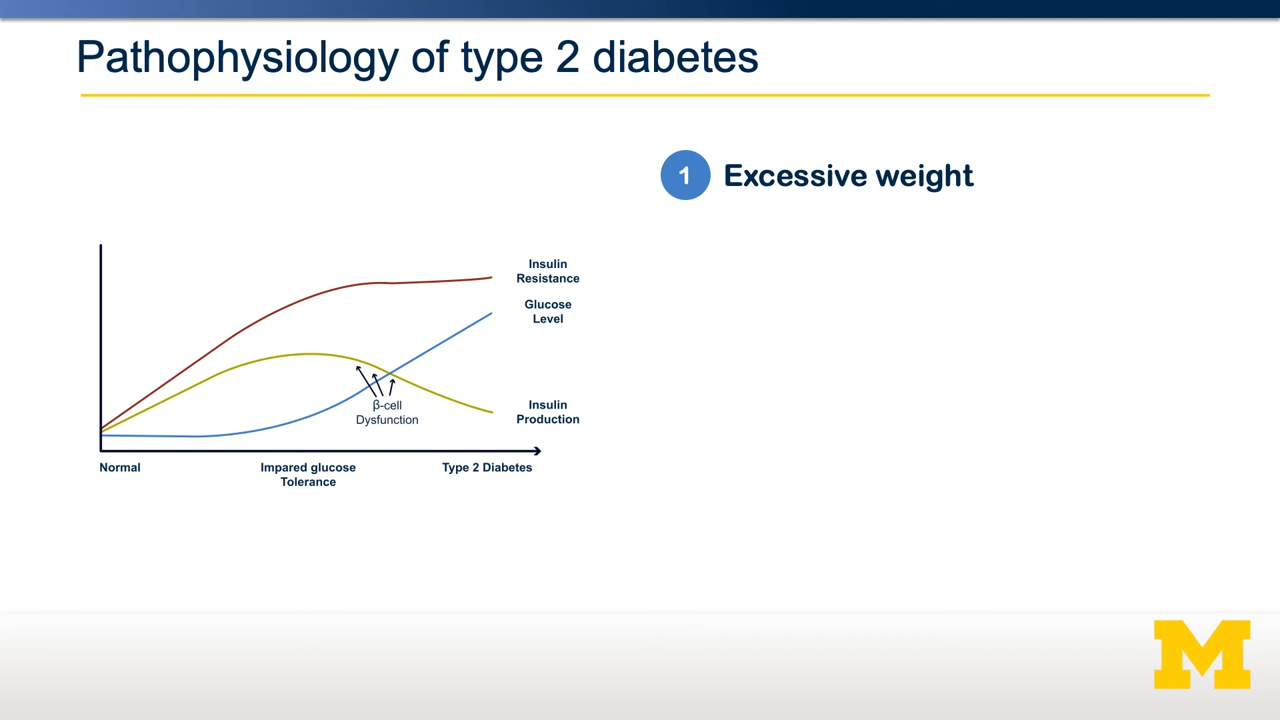 Pathophysiology of type 2 diabetes
1 Excessive weight
Insulin
Resistance
Glucose
Level
β-cell
Dysfunction
Insulin
Production
Normal
Impared glucose
Tolerance
Type 2 Diabetes
M